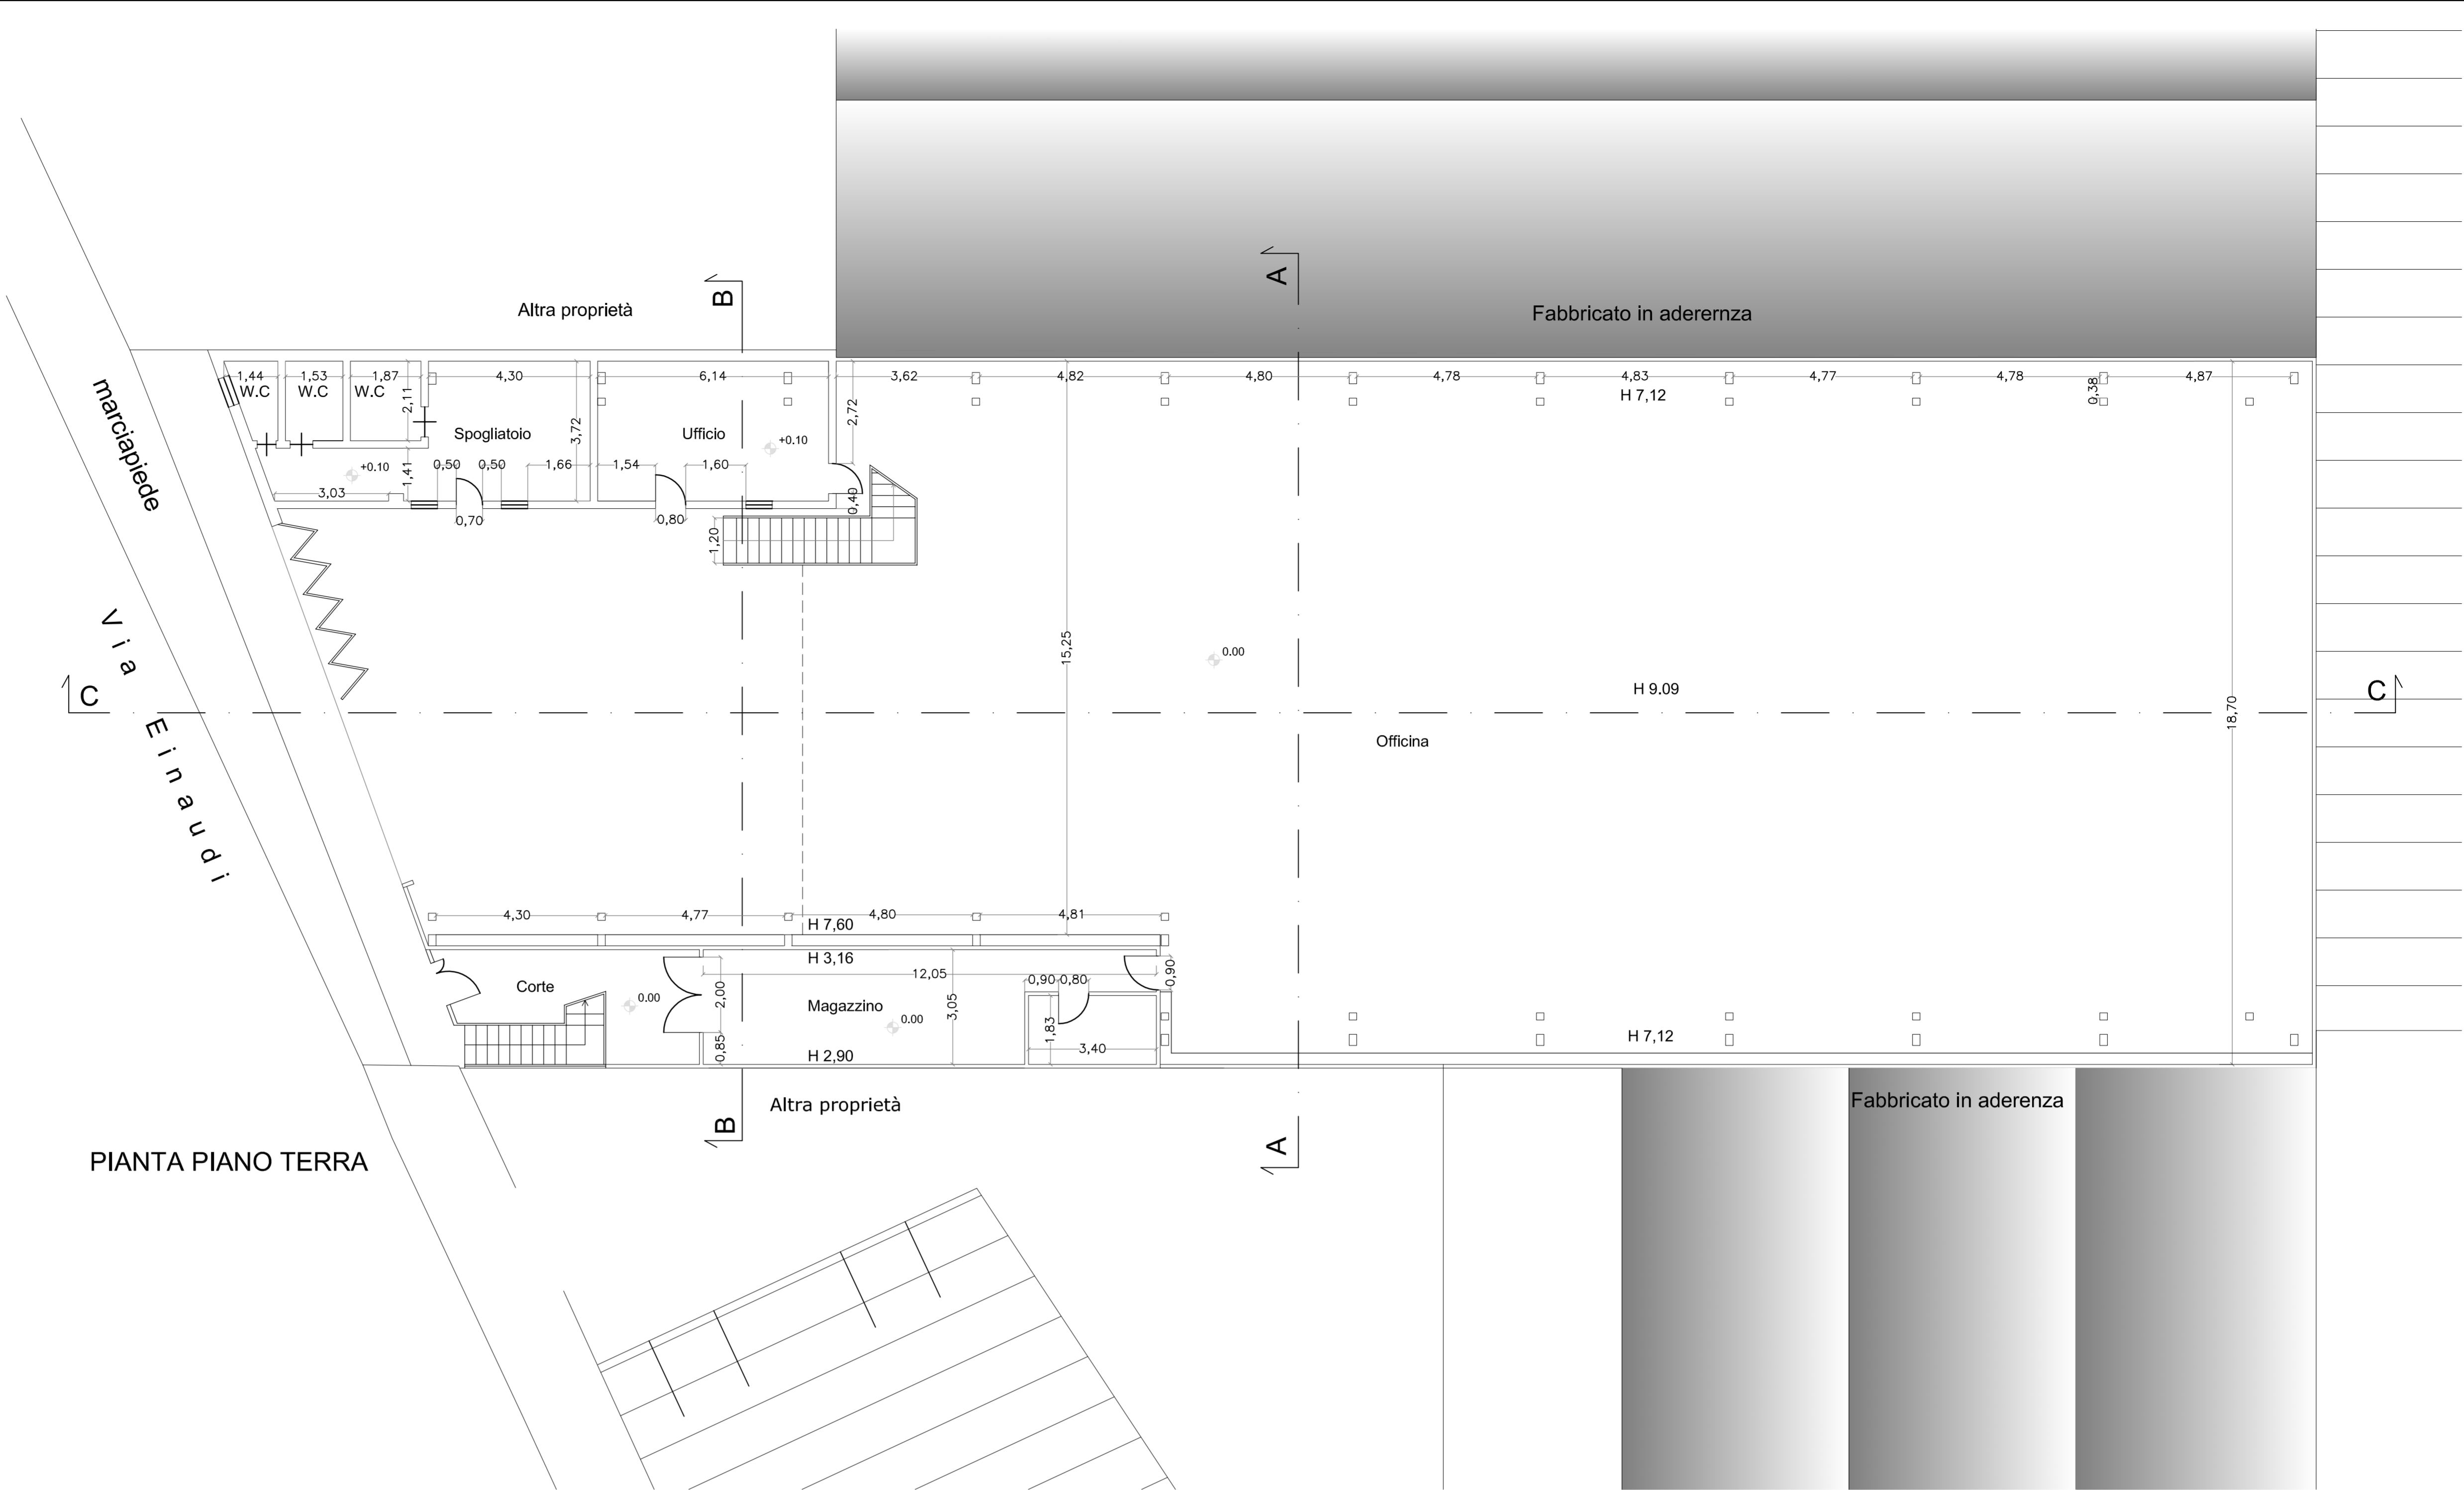 A
B
Altra proprietà
Fabbricato in aderernza
1,44
1,53
1,87
4,30
6,14
3,62
4,82
4,80
4,78
4,83
4,77
4,78
4,87
W.C
W.C
W.C
H 7,12
0,38
2,11
2,72
marciapiede
Spogliatoio
3,72
Ufficio
+0.10
+0.10
1,41
0,50
0,50
1,66
1,54
1,60
3,03
0,40
0,70
0,80
1,20
Via Einaudi
15,25
0.00
C
H 9.09
C
18,70
Officina
4,30
4,77
4,80
4,81
H 7,60
H 3,16
12,05
0,90
0,80
0,90
Corte
0.00
2,00
Magazzino
3,05
0.00
1,83
0,85
H 2,90
3,40
H 7,12
Altra proprietà
Fabbricato in aderenza
B
A
PIANTA PIANO TERRA